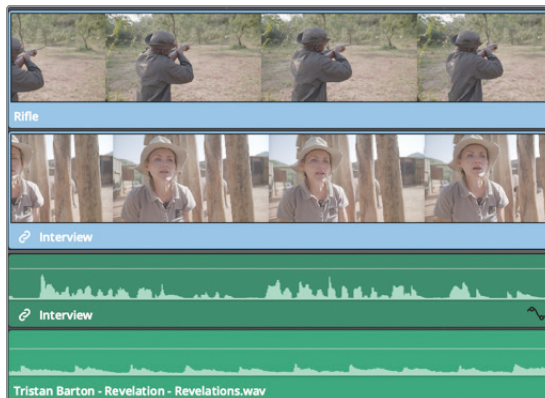 Rifle
Interview
Interview
Tristan Barton - Revelation - Revelations.wav